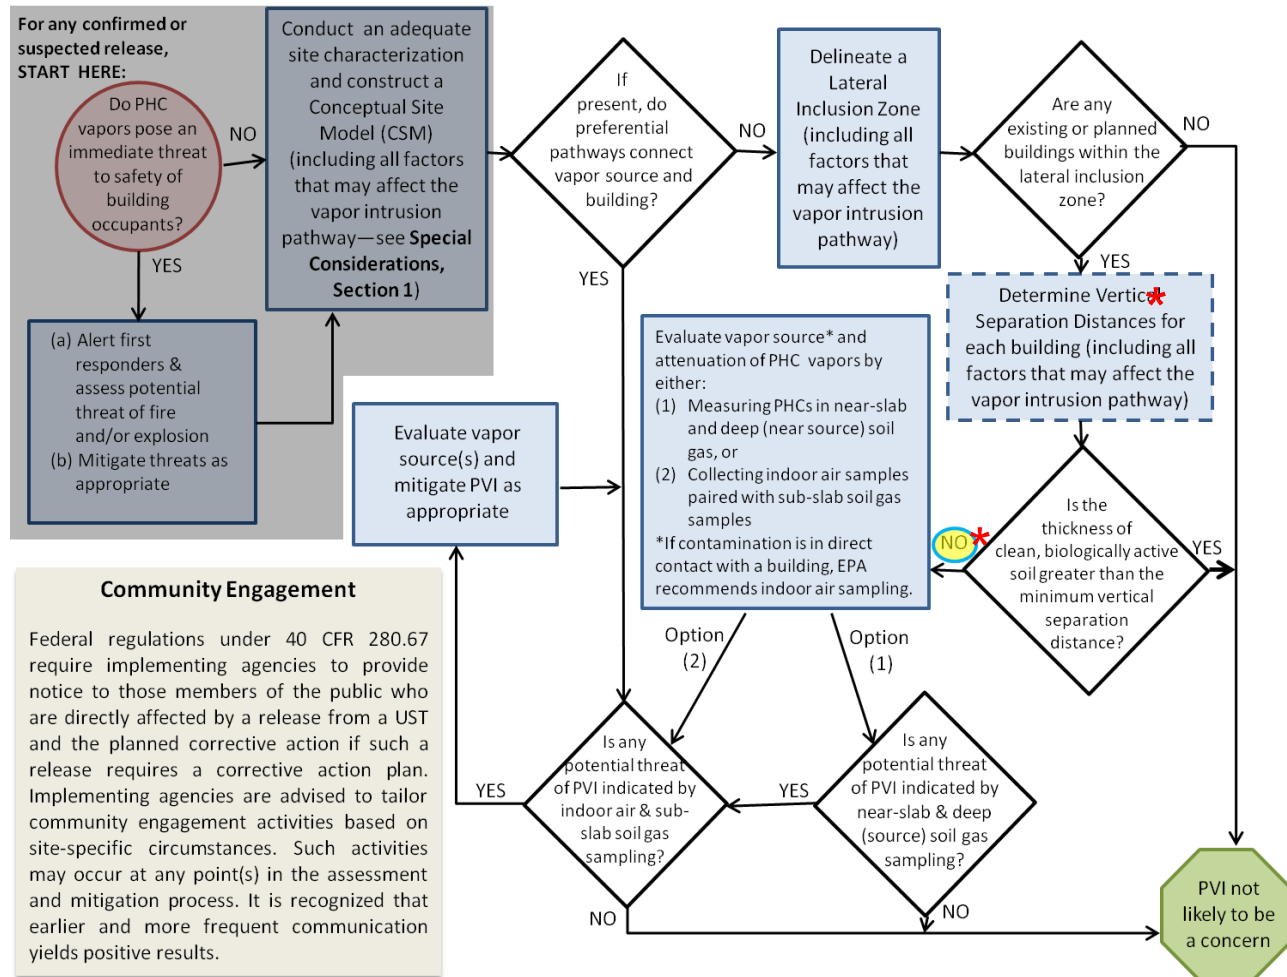 For any confirmed or
suspected release,
START HERE:
Do PHC
vapors pose an
immediate threat
to safety of
building
occupants?
NO
YES
(a) Alert first
responders &
assess potential
threat of fire
and/or explosion
(b) Mitigate threats as
appropriate
Conduct an adequate
site characterization
and construct a
Conceptual Site
Model (CSM)
(including all factors
that may affect the
vapor intrusion
pathway—see Special
Considerations,
Section 1)
If
present, do
preferential
pathways connect
vapor source and
building?
NO
YES
Delineate a
Lateral
Inclusion Zone
(including all
factors that
may affect the
vapor intrusion
pathway)
Are any
existing or planned
buildings within the
lateral inclusion
zone?
NO
YES
Determine Vertical
*
Separation Distances for
each building (including all
factors that may affect the
vapor intrusion pathway)
Is the
thickness of
clean, biologically active
soil greater than the
minimum vertical
separation
distance?
YES
NO *
Evaluate vapor source* and
attenuation of PHC vapors by
either:
(1) Measuring PHCs in near-slab
and deep (near source) soil
gas, or
(2) Collecting indoor air samples
paired with sub-slab soil gas
samples
*If contamination is in direct
contact with a building, EPA
recommends indoor air sampling.
Option
(2)
Option
(1)
Evaluate vapor
source(s) and
mitigate PVI as
appropriate
Is any
potential threat
of PVI indicated by
indoor air & sub-
slab soil gas
sampling?
YES
NO
Is any
potential threat
of PVI indicated by
near-slab & deep
(source) soil gas
sampling?
YES
NO
PVI not
likely to be
a concern
Community Engagement
Federal regulations under 40 CFR 280.67
require implementing agencies to provide
notice to those members of the public who
are directly affected by a release from a UST
and the planned corrective action if such a
release requires a corrective action plan.
Implementing agencies are advised to tailor
community engagement activities based on
site-specific circumstances. Such activities
may occur at any point(s) in the assessment
and mitigation process. It is recognized that
earlier and more frequent communication
yields positive results.